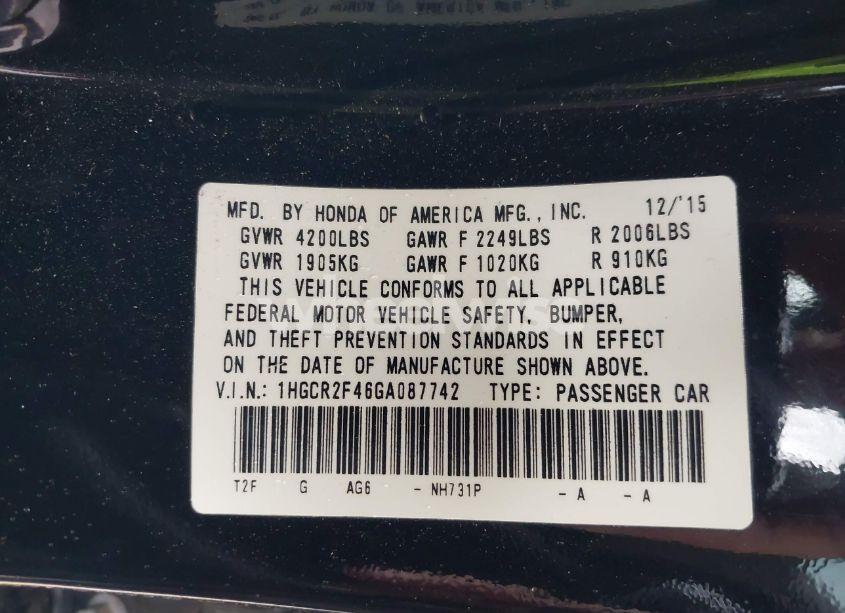 MFD. BY HONDA OF AMERICA MFG., INC. 12/'15
GVWR 4200LBS GAWR F 2249LBS R 2006LBS
GVWR 1905KG GAWR F 1020KG R 910KG
THIS VEHICLE CONFORMS TO ALL APPLICABLE
FEDERAL MOTOR VEHICLE SAFETY, BUMPER,
AND THEFT PREVENTION STANDARDS IN EFFECT
ON THE DATE OF MANUFACTURE SHOWN ABOVE.
V.I.N.: 1HGCR2F46GA087742 TYPE: PASSENGER CAR
T2F G AG6 - NH731P - A - A